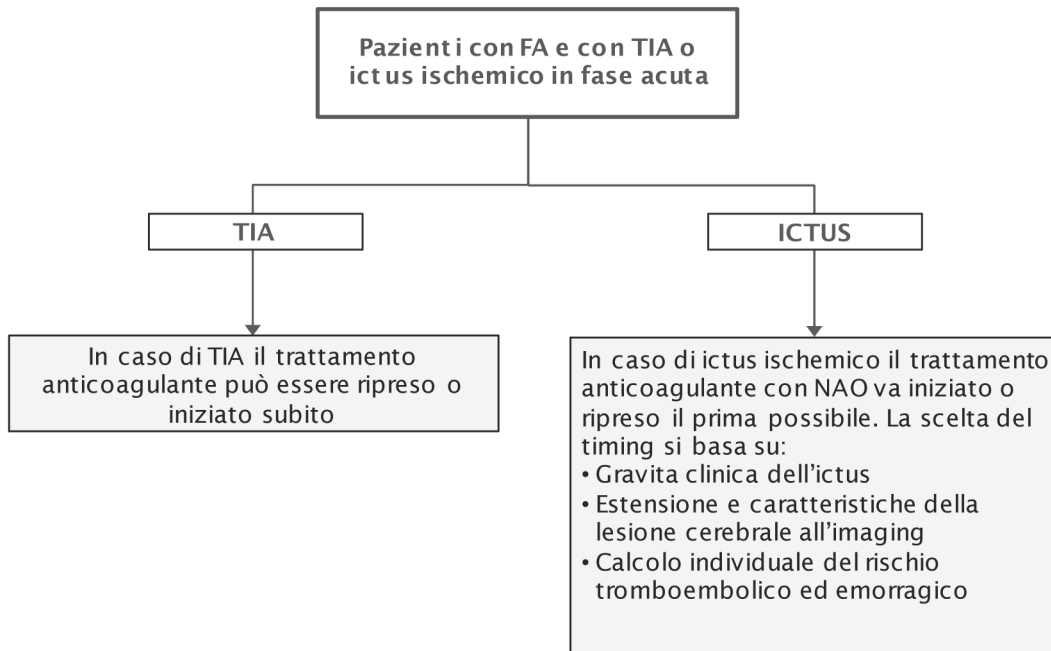 Pazienti con FA e con TIA o
ictus ischemico in fase acuta
TIA
ICTUS
In caso di TIA il trattamento
anticoagulante può essere ripreso o
iniziato subito
In caso di ictus ischemico il trattamento
anticoagulante con NAO va iniziato o
ripreso il prima possibile. La scelta del
timing si basa su:
• Gravita clinica dell'ictus
• Estensione e caratteristiche della
lesione cerebrale all'imaging
• Calcolo individuale del rischio
tromboembolico ed emorragico